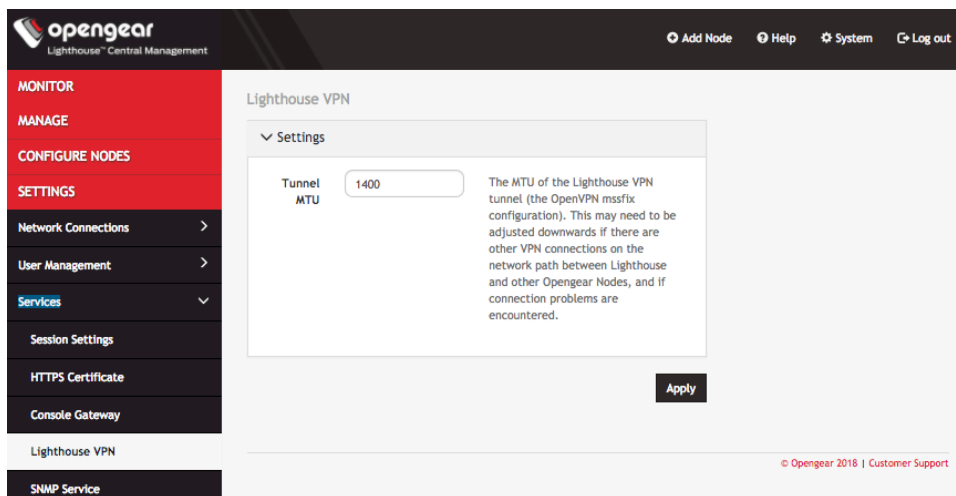 opengear
Lighthouse™ Central Management
Add Node
Help
System
Log out
MONITOR
MANAGE
CONFIGURE NODES
SETTINGS
Network Connections
User Management
Services
Session Settings
HTTPS Certificate
Console Gateway
Lighthouse VPN
SNMP Service
Lighthouse VPN
Settings
Tunnel
MTU
1400
The MTU of the Lighthouse VPN
tunnel (the OpenVPN mssfix
configuration). This may need to be
adjusted downwards if there are
other VPN connections on the
network path between Lighthouse
and other Opengear Nodes, and if
connection problems are
encountered.
Apply
© Opengear 2018 | Customer Support